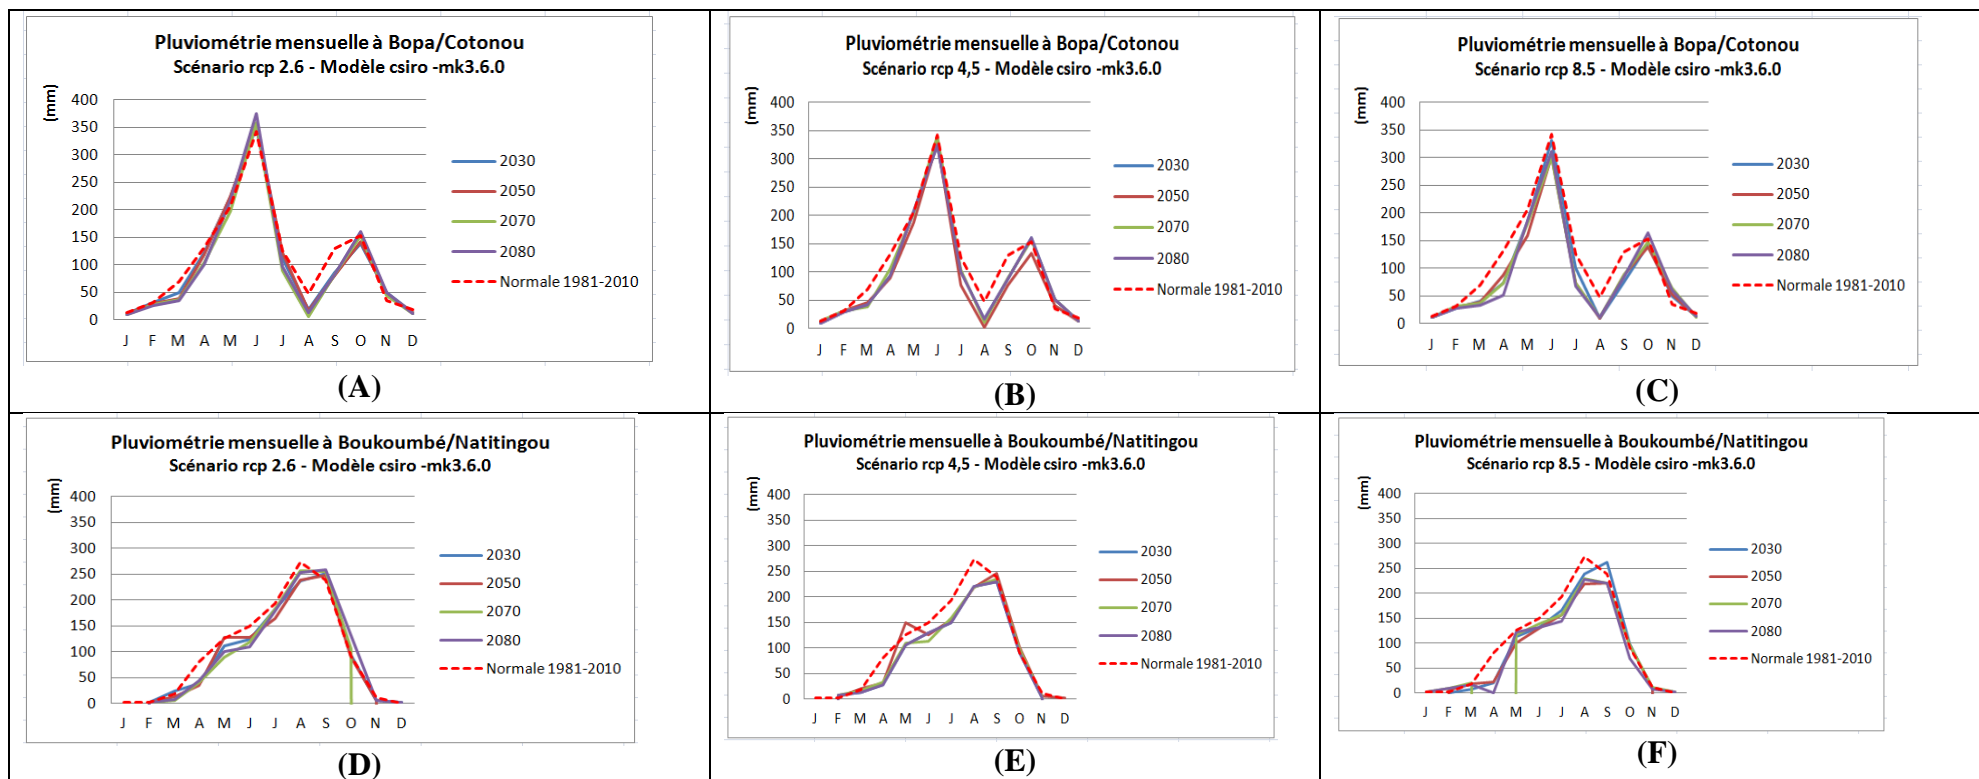 Pluviométrie mensuelle à Bopa/Cotonou
Scénario rcp 2.6 - Modèle csiro -mk3.6.0
(mm)
400
350
300
250
200
150
100
50
0
J F M A M J J A S O N D
2030
2050
2070
2080
Normale 1981-2010
(A)
Pluviométrie mensuelle à Bopa/Cotonou
Scénario rcp 4,5 - Modèle csiro -mk3.6.0
(mm)
400
350
300
250
200
150
100
50
0
J F M A M J J A S O N D
2030
2050
2070
2080
Normale 1981-2010
(B)
Pluviométrie mensuelle à Bopa/Cotonou
Scénario rcp 8.5 - Modèle csiro -mk3.6.0
(mm)
400
350
300
250
200
150
100
50
0
J F M A M J J A S O N D
2030
2050
2070
2080
Normale 1981-2010
(C)
Pluviométrie mensuelle à Boukoumbé/Natitingou
Scénario rcp 2.6 - Modèle csiro -mk3.6.0
(mm)
400
350
300
250
200
150
100
50
0
J F M A M J J A S O N D
2030
2050
2070
2080
Normale 1981-2010
(D)
Pluviométrie mensuelle à Boukoumbé/Natitingou
Scénario rcp 4,5 - Modèle csiro -mk3.6.0
(mm)
400
350
300
250
200
150
100
50
0
J F M A M J J A S O N D
2030
2050
2070
2080
Normale 1981-2010
(E)
Pluviométrie mensuelle à Boukoumbé/Natitingou
Scénario rcp 8.5 - Modèle csiro -mk3.6.0
(mm)
400
350
300
250
200
150
100
50
0
J F M A M J J A S O N D
2030
2050
2070
2080
Normale 1981-2010
(F)